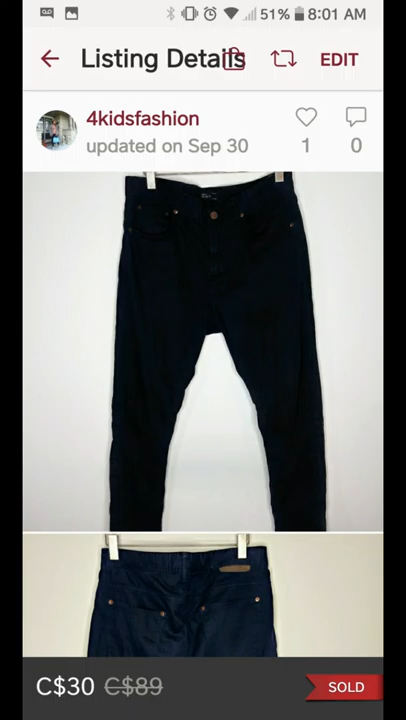 51% 8:01 AM
Listing Details EDIT
4kidsfashion
updated on Sep 30
1 0
C$30 C$89 SOLD